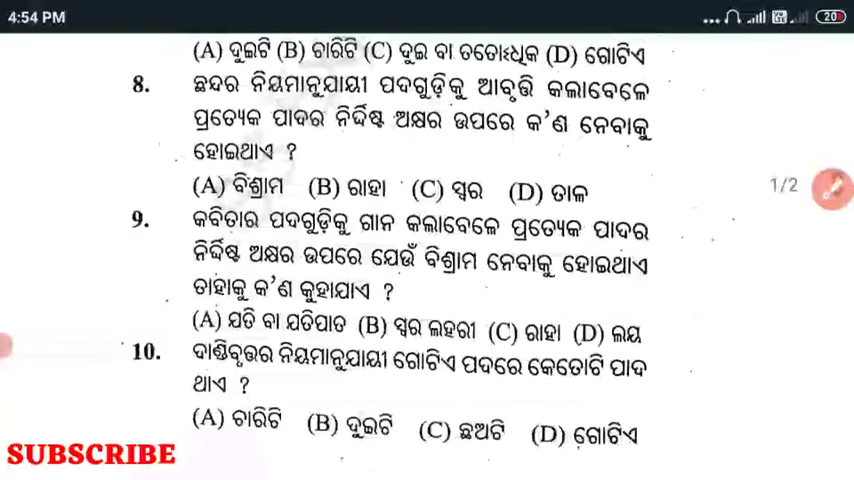 4:54 PM
20
(A) ଦୁଇଟି (B) ଚାରିଟି (C) ଦୁଇ ବା ତତୋଽଧିକ (D) ଗୋଟିଏ
8. ଛନ୍ଦର ନିୟମାନୁଯାୟୀ ପଦଗୁଡ଼ିକୁ ଆବୃତ୍ତି କଲାବେଳେ
ପ୍ରତ୍ୟେକ ପାଦର ନିର୍ଦ୍ଦିଷ୍ଟ ଅକ୍ଷର ଉପରେ କ'ଣ ନେବାକୁ
ହୋଇଥାଏ ?
(A) ବିଶ୍ରାମ (B) ରାହା (C) ସ୍ୱର (D) ତାଳ
1/2
9. କବିତାର ପଦଗୁଡ଼ିକୁ ଗାନ କଲାବେଳେ ପ୍ରତ୍ୟେକ ପାଦର
ନିର୍ଦ୍ଦିଷ୍ଟ ଅକ୍ଷର ଉପରେ ଯେଉଁ ବିଶ୍ରାମ ନେବାକୁ ହୋଇଥାଏ
ତାହାକୁ କ'ଣ କୁହାଯାଏ ?
(A) ଯତି ବା ଯତିପାତ (B) ସ୍ୱର ଲହରୀ (C) ରାହା (D) ଲୟ
10. ଦାଣ୍ଡିବୃତ୍ତର ନିୟମାନୁଯାୟୀ ଗୋଟିଏ ପଦରେ କେତୋଟି ପାଦ
ଥାଏ ?
(A) ଚାରିଟି (B) ଦୁଇଟି (C) ଛଅଟି (D) ଗୋଟିଏ
SUBSCRIBE